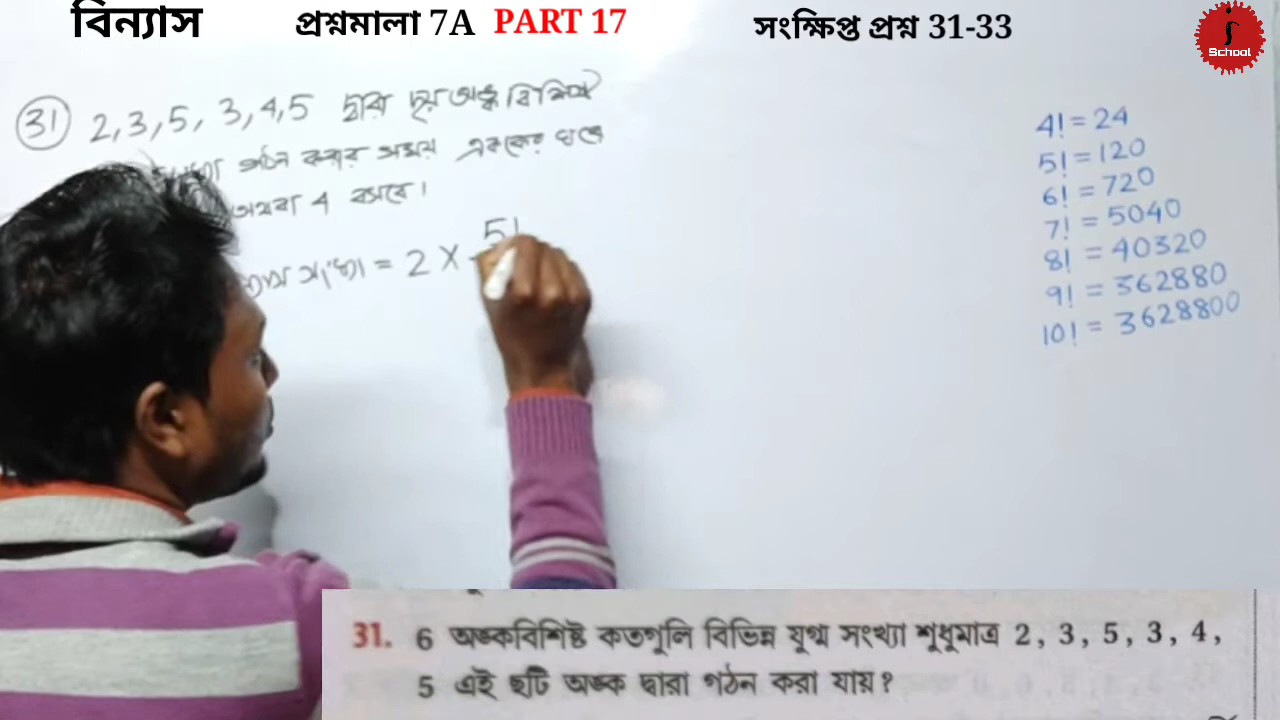 বিন্যাস প্রশ্নমালা 7A PART 17 সংক্ষিপ্ত প্রশ্ন 31-33
School
31 2,3,5, 3,4,5 দ্বারা ছয় অঙ্ক বিশিষ্ট
গঠন করার সময় এককের ঘরে
অথবা 4 বসবে।
সংখ্যা = 2 × 5!
4! = 24
5! = 120
6! = 720
7! = 5040
8! = 40320
9! = 362880
10! = 3628800
31. 6 অঙ্কবিশিষ্ট কতগুলি বিভিন্ন যুগ্ম সংখ্যা শুধুমাত্র 2, 3, 5, 3, 4,
5 এই ছটি অঙ্ক দ্বারা গঠন করা যায়?